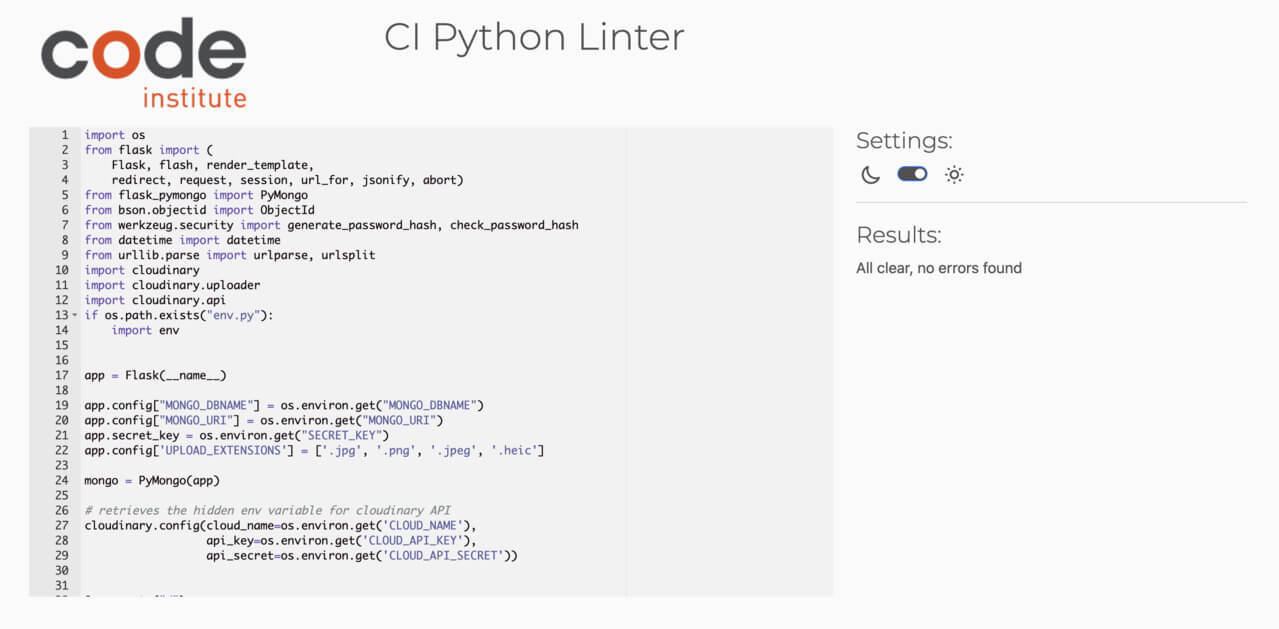 code
institute
CI Python Linter
1 import os
2 from flask import (
3     Flask, flash, render_template,
4     redirect, request, session, url_for, jsonify, abort)
5 from flask_pymongo import PyMongo
6 from bson.objectid import ObjectId
7 from werkzeug.security import generate_password_hash, check_password_hash
8 from datetime import datetime
9 from urllib.parse import urlparse, urlsplit
10 import cloudinary
11 import cloudinary.uploader
12 import cloudinary.api
13 if os.path.exists("env.py"):
14     import env
15
16
17 app = Flask(__name__)
18
19 app.config["MONGO_DBNAME"] = os.environ.get("MONGO_DBNAME")
20 app.config["MONGO_URI"] = os.environ.get("MONGO_URI")
21 app.secret_key = os.environ.get("SECRET_KEY")
22 app.config['UPLOAD_EXTENSIONS'] = ['.jpg', '.png', '.jpeg', '.heic']
23
24 mongo = PyMongo(app)
25
26 # retrieves the hidden env variable for cloudinary API
27 cloudinary.config(cloud_name=os.environ.get('CLOUD_NAME'),
28                   api_key=os.environ.get('CLOUD_API_KEY'),
29                   api_secret=os.environ.get('CLOUD_API_SECRET'))
30
31
Settings:
Results:
All clear, no errors found